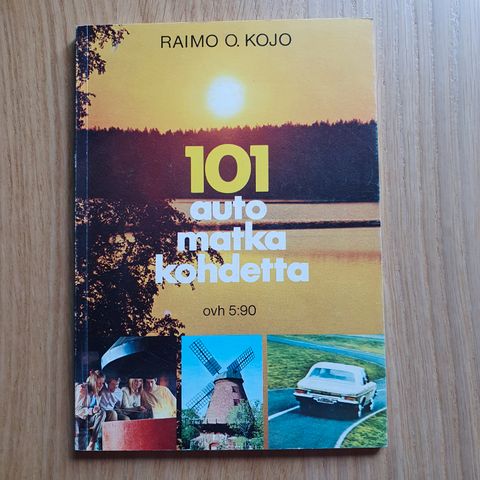 RAIMO O. KOJO
101
auto
matka
kohdetta
ovh 5:90